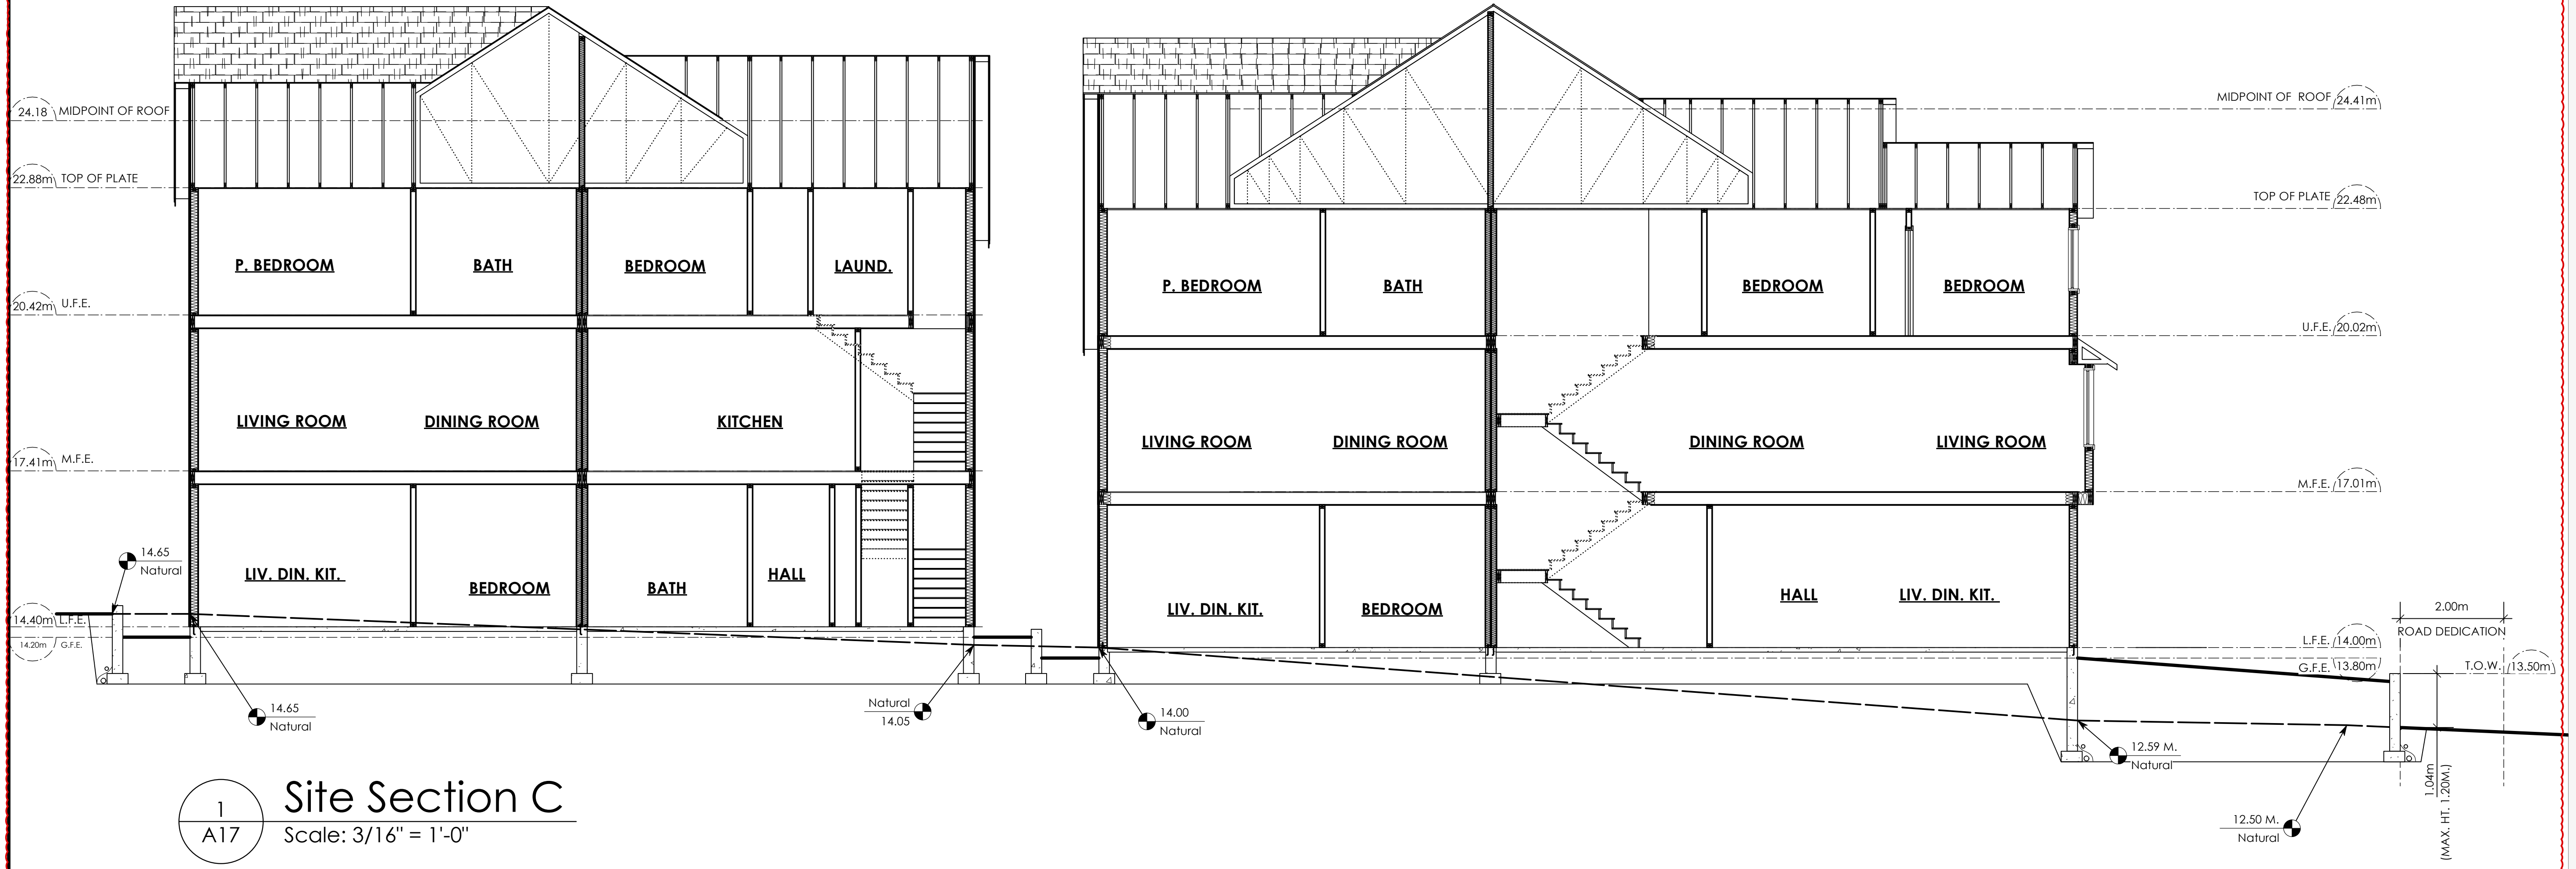 24.18 MIDPOINT OF ROOF
22.88m TOP OF PLATE
20.42m U.F.E.
17.41m M.F.E.
14.65
Natural
14.40m L.F.E.
14.20m G.F.E.
P. BEDROOM BATH BEDROOM LAUND.
LIVING ROOM DINING ROOM KITCHEN
LIV. DIN. KIT. BEDROOM BATH HALL
14.65
Natural
Natural
14.05
P. BEDROOM BATH BEDROOM BEDROOM
LIVING ROOM DINING ROOM DINING ROOM LIVING ROOM
LIV. DIN. KIT. BEDROOM HALL LIV. DIN. KIT.
14.00
Natural
MIDPOINT OF ROOF 24.41m
TOP OF PLATE 22.48m
U.F.E. 20.02m
M.F.E. 17.01m
L.F.E. 14.00m
G.F.E. 13.80m
2.00m
ROAD DEDICATION
T.O.W. 13.50m
12.59 M.
Natural
12.50 M.
Natural
1.04m
(MAX. HT. 1.20M.)
1
A17
Site Section C
Scale: 3/16" = 1'-0"